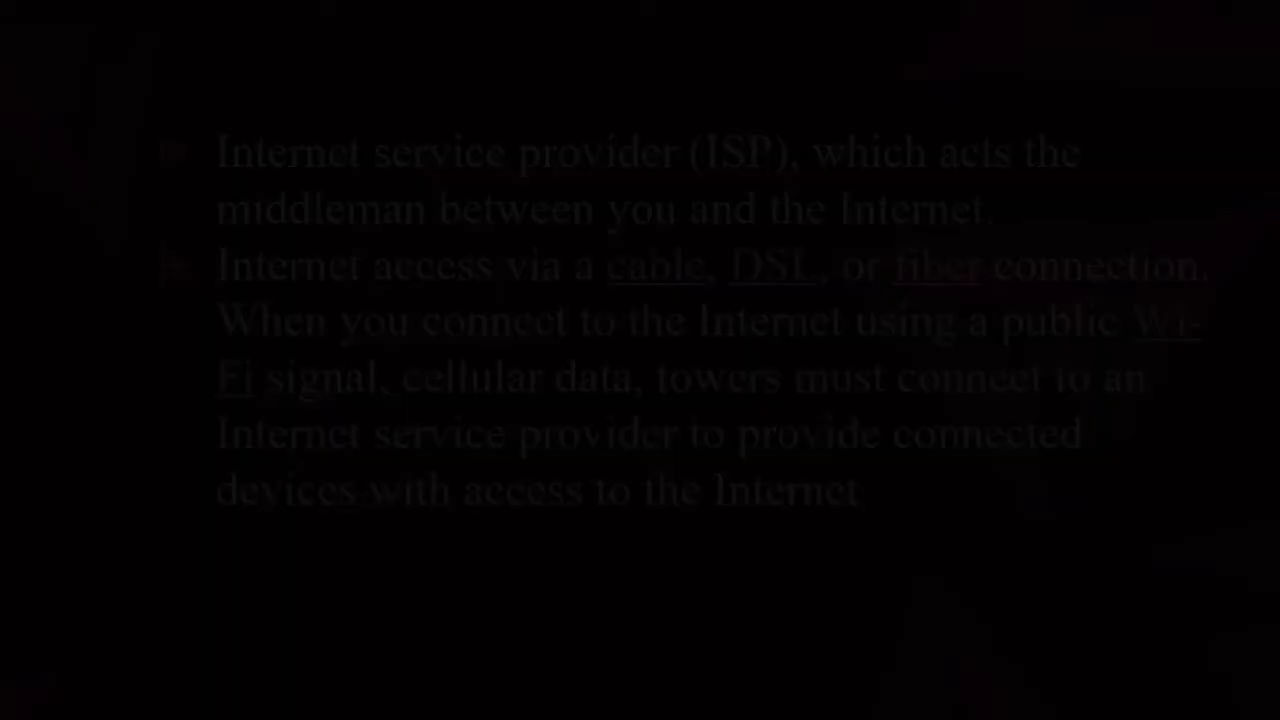 Internet service provider (ISP), which acts the
middleman between you and the Internet.
Internet access via a cable, DSL, or fiber connection.
When you connect to the Internet using a public Wi-
Fi signal, cellular data, towers must connect to an
Internet service provider to provide connected
devices with access to the Internet